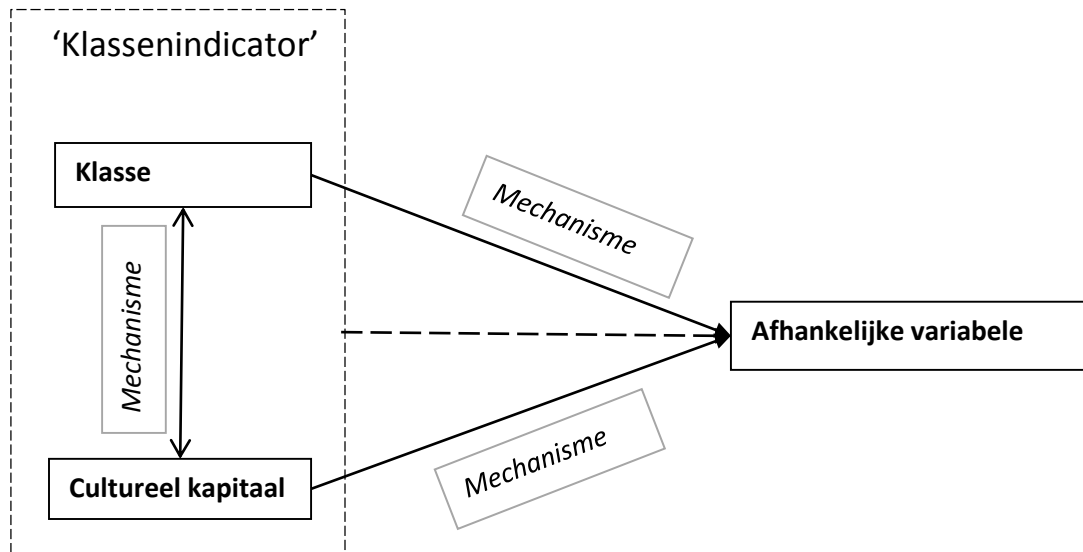 ‘Klassenindicator’
Klasse
Mechanisme
Mechanisme
Afhankelijke variabele
Cultureel kapitaal
Mechanisme